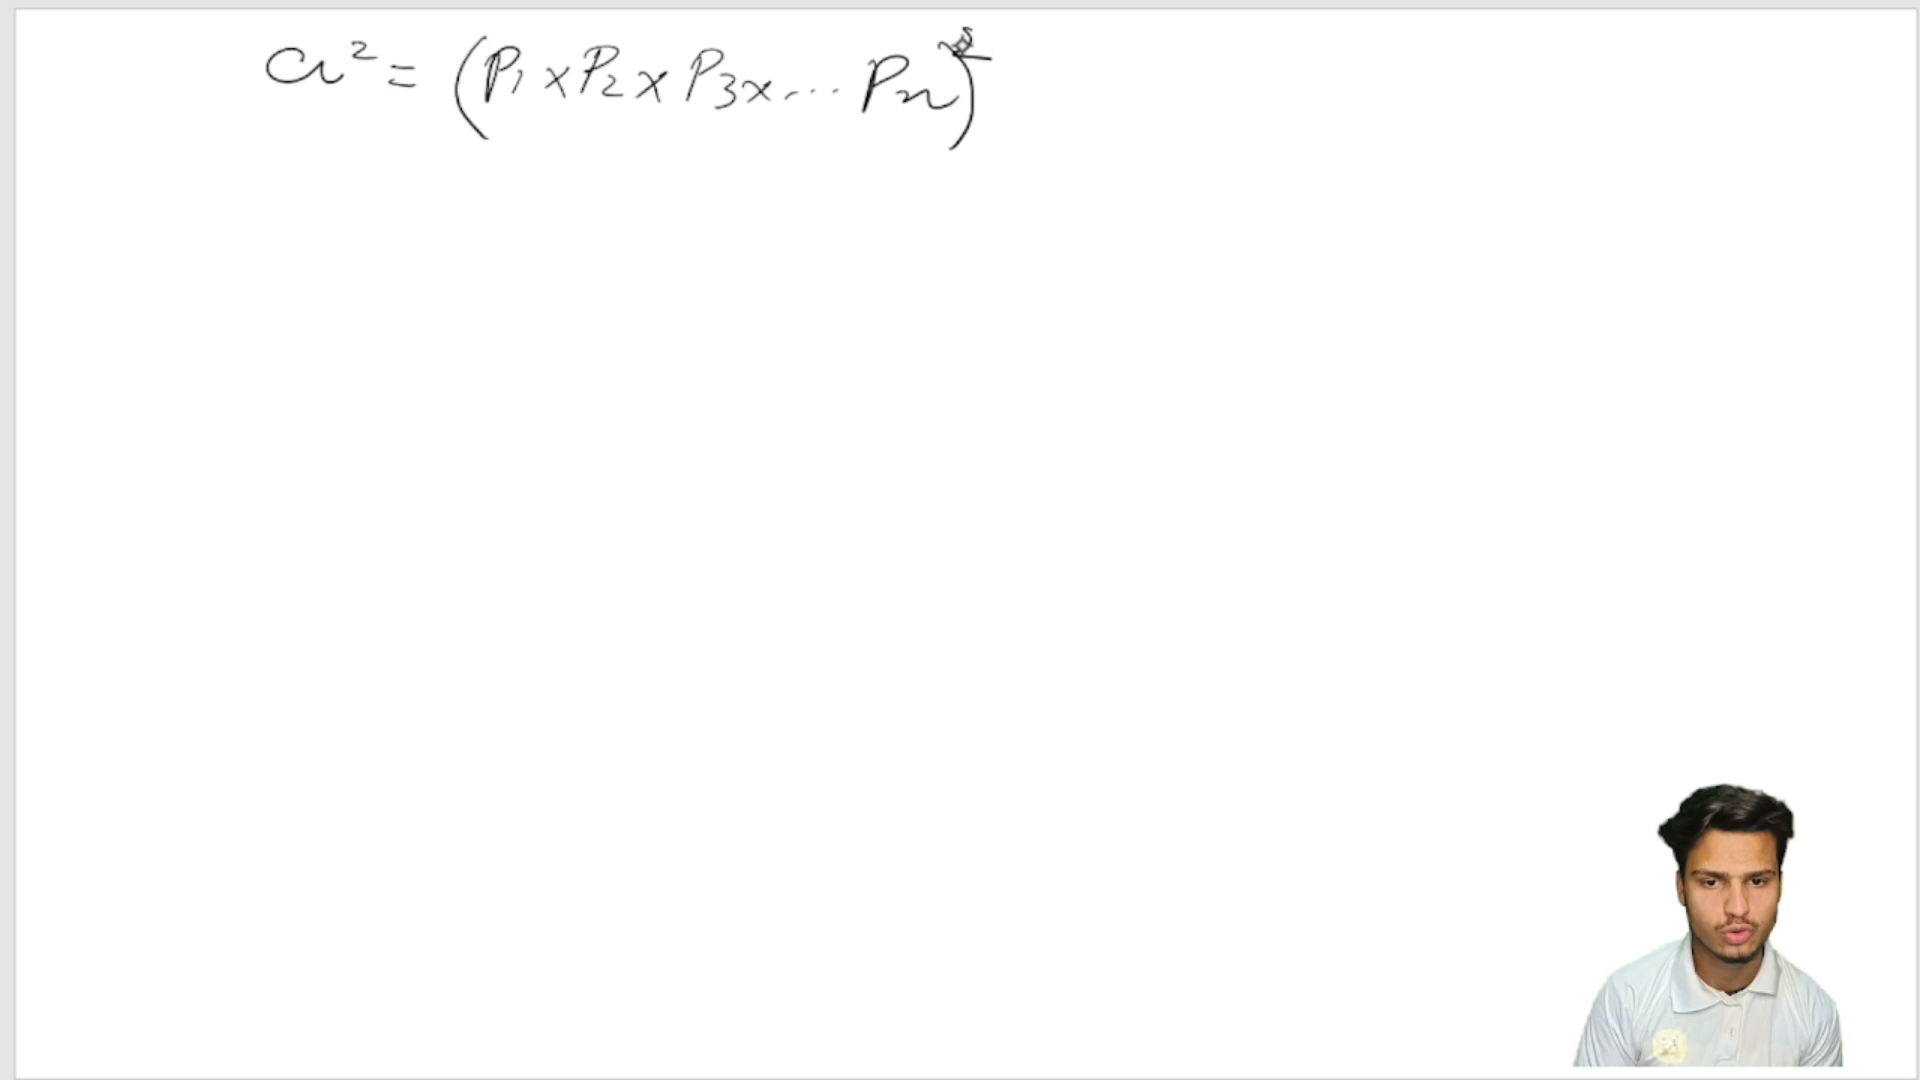 a² = (P₁ × P₂ × P₃ × .... Pn)²